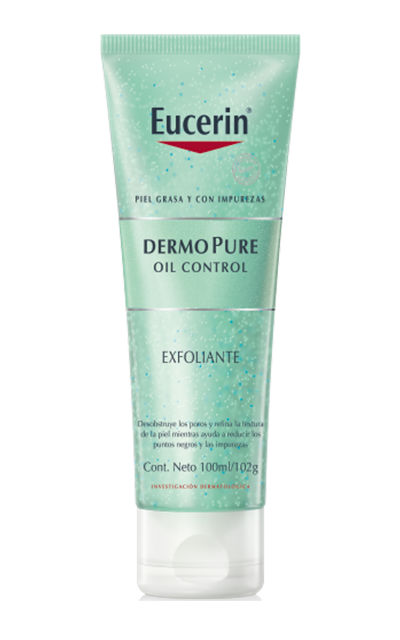 Eucerin®
PIEL GRASA Y CON IMPUREZAS
DERMOPURE
OIL CONTROL
EXFOLIANTE
Desobstruye los poros y refina la textura
de la piel mientras ayuda a reducir los
puntos negros y las impurezas
Cont. Neto 100ml/102g
INVESTIGACIÓN DERMATOLÓGICA